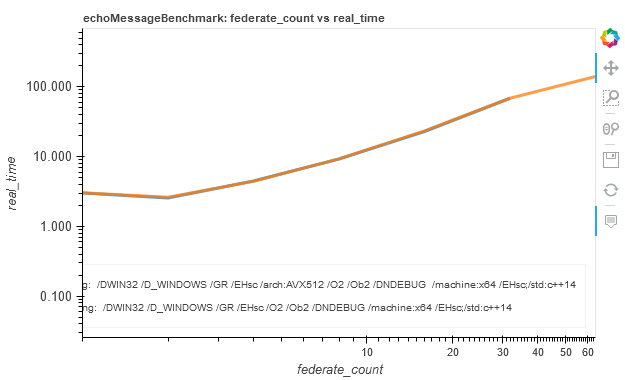 echoMessageBenchmark: federate_count vs real_time
100.000
10.000
1.000
0.100
real_time
g: /DWIN32 /D_WINDOWS /GR /EHsc /arch:AVX512 /O2 /Ob2 /DNDEBUG /machine:x64 /EHsc;/std:c++14
ng: /DWIN32 /D_WINDOWS /GR /EHsc /O2 /Ob2 /DNDEBUG /machine:x64 /EHsc;/std:c++14
10 20 30 40 50 60
federate_count